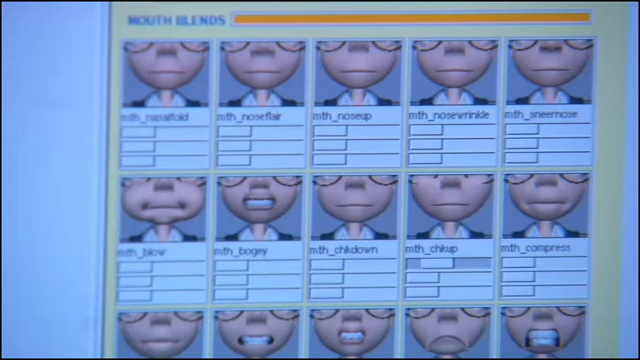 MOUTH BLENDS
mth_nasalfold mth_noseflair mth_noseup mth_nosewrinkle mth_sneernose
mth_blow mth_bogey mth_chkdown mth_chkup mth_compress